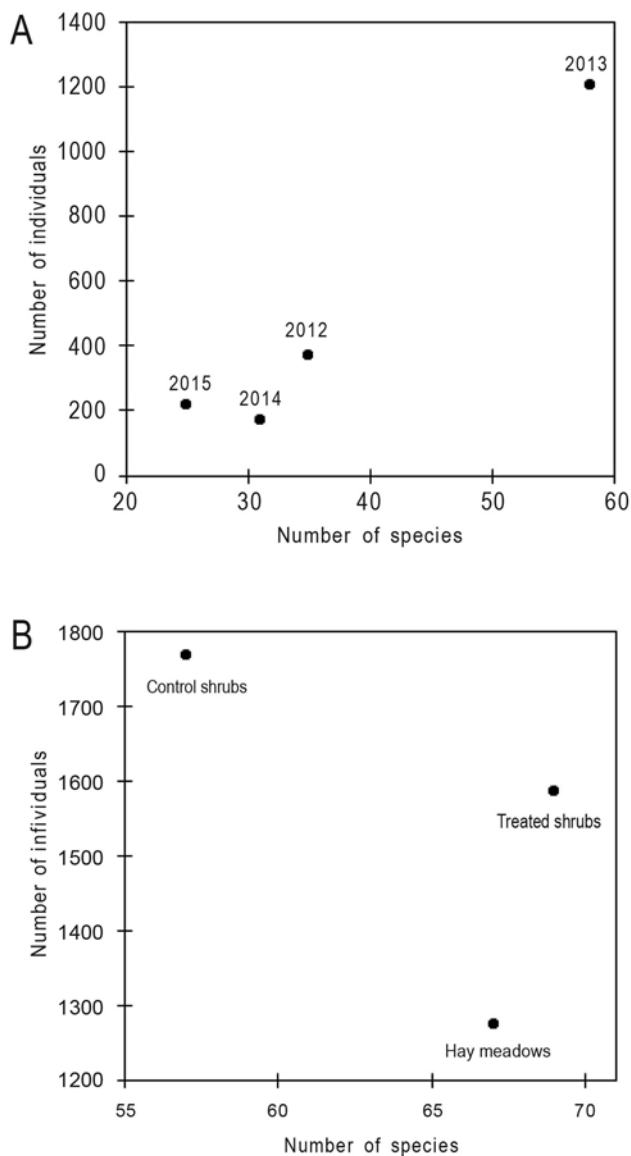 A
1400
1200
1000
800
600
400
200
0
Number of individuals
2013
2012
2015
2014
20 30 40 50 60
Number of species
B
1800
1700
1600
1500
1400
1300
1200
Number of infividuals
Control shrubs
Treated shrubs
Hay meadows
55 60 65 70
Number of species